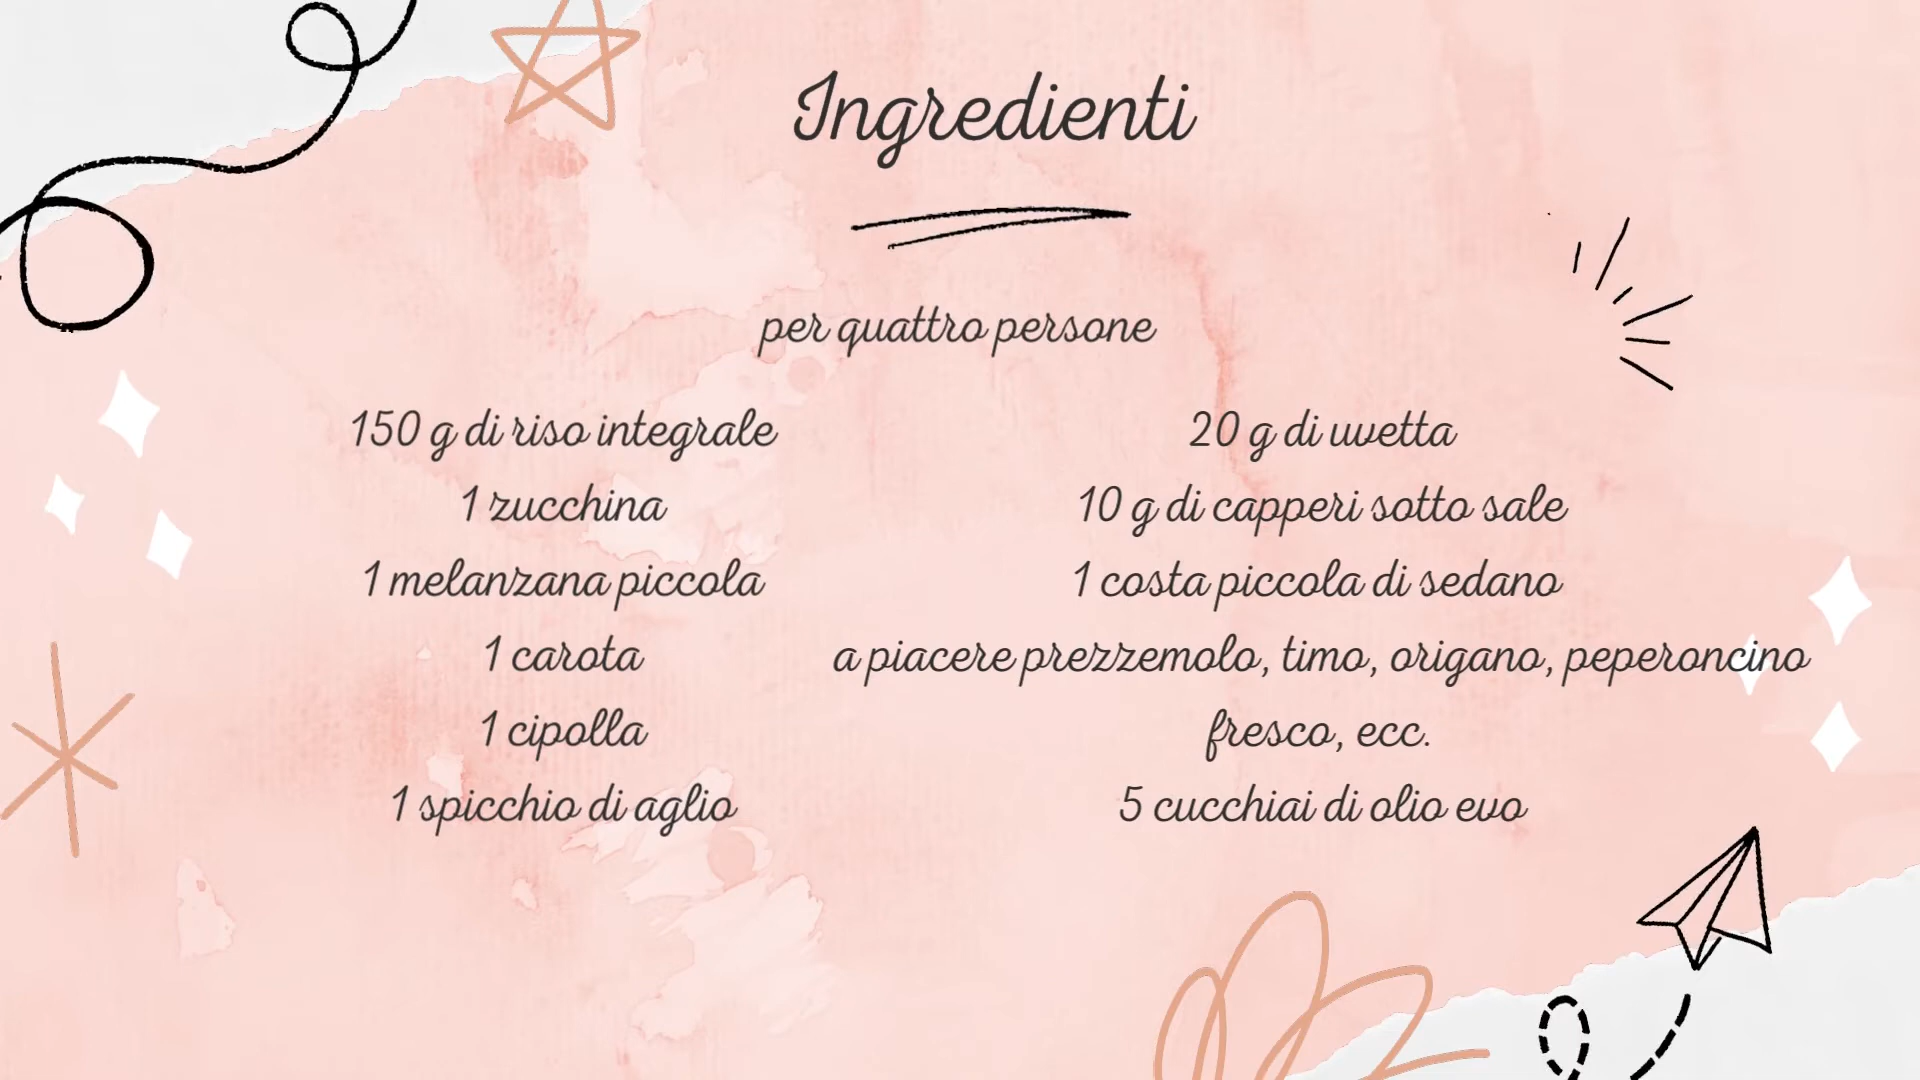 Ingredienti
per quattro persone
150 g di riso integrale
1 zucchina
1 melanzana piccola
1 carota
1 cipolla
1 spicchio di aglio
20 g di uvetta
10 g di capperi sotto sale
1 costa piccola di sedano
a piacere prezzemolo, timo, origano, peperoncino
fresco, ecc.
5 cucchiai di olio evo